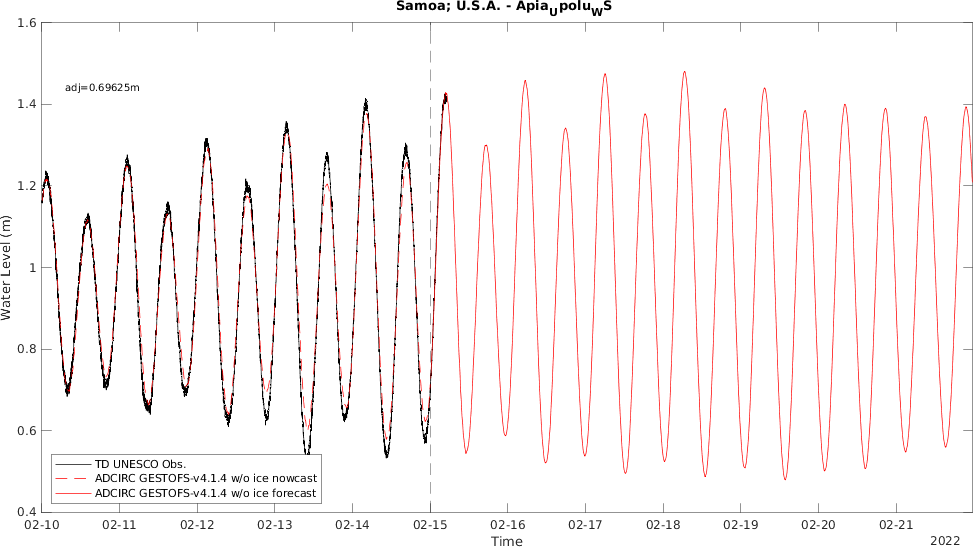 Samoa; U.S.A. - ApiaUpoluWS
1.6
adj=0.69625m
1.4
1.2
1
0.8
0.6
0.4
Water Level (m)
TD UNESCO Obs.
ADCIRC GESTOFS-v4.1.4 w/o ice nowcast
ADCIRC GESTOFS-v4.1.4 w/o ice forecast
02-10 02-11 02-12 02-13 02-14 02-15 02-16 02-17 02-18 02-19 02-20 02-21
Time
2022